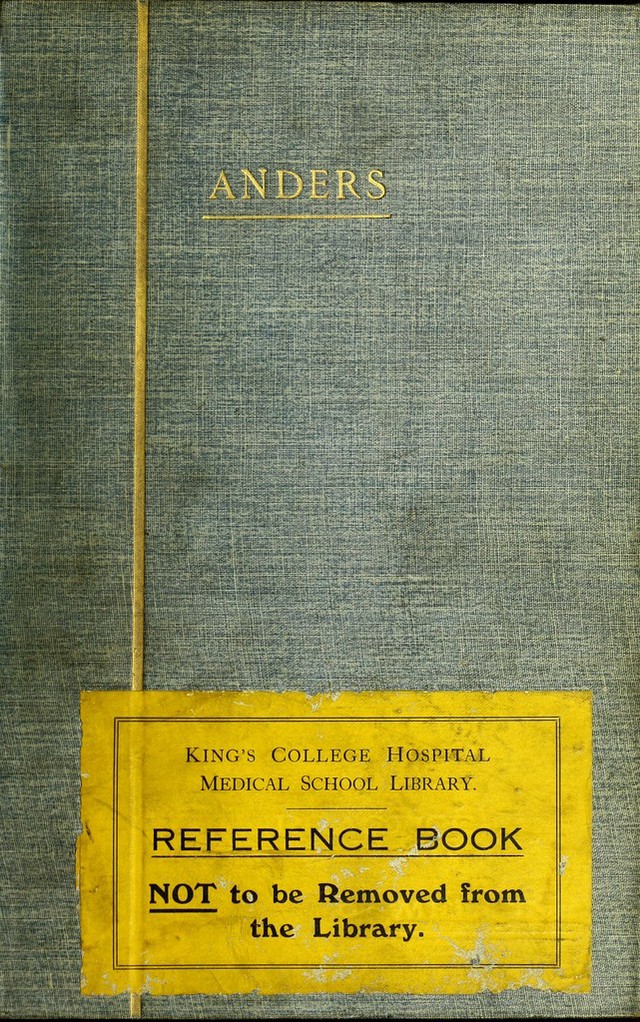 ANDERS
KING'S COLLEGE HOSPITAL
MEDICAL SCHOOL LIBRARY.
REFERENCE BOOK
NOT to be Removed from
the Library.